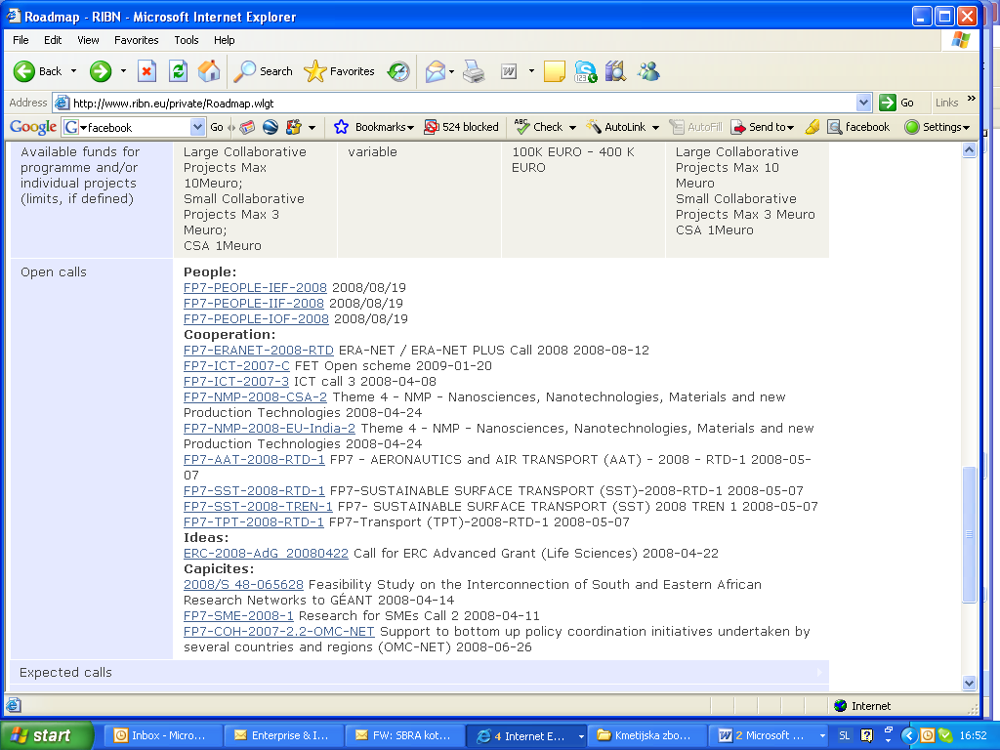 Roadmap - RIBN - Microsoft Internet Explorer
File Edit View Favorites Tools Help
Back Search Favorites
Address http://www.ribn.eu/private/Roadmap.wlgt Go Links »
Google facebook Go Bookmarks 524 blocked ABC Check AutoLink AutoFill Send to facebook Settings
Available funds for programme and/or individual projects (limits, if defined)
Large Collaborative
Projects Max
10Meuro;
Small Collaborative
Projects Max 3
Meuro;
CSA 1Meuro
variable
100K EURO - 400 K
EURO
Large Collaborative
Projects Max 10
Meuro
Small Collaborative
Projects Max 3 Meuro
CSA 1Meuro
Open calls
People:
FP7-PEOPLE-IEF-2008 2008/08/19
FP7-PEOPLE-IIF-2008 2008/08/19
FP7-PEOPLE-IOF-2008 2008/08/19
Cooperation:
FP7-ERANET-2008-RTD ERA-NET / ERA-NET PLUS Call 2008 2008-08-12
FP7-ICT-2007-C FET Open scheme 2009-01-20
FP7-ICT-2007-3 ICT call 3 2008-04-08
FP7-NMP-2008-CSA-2 Theme 4 - NMP - Nanosciences, Nanotechnologies, Materials and new
Production Technologies 2008-04-24
FP7-NMP-2008-EU-India-2 Theme 4 - NMP - Nanosciences, Nanotechnologies, Materials and new
Production Technologies 2008-04-24
FP7-AAT-2008-RTD-1 FP7 - AERONAUTICS and AIR TRANSPORT (AAT) - 2008 - RTD-1 2008-05-
07
FP7-SST-2008-RTD-1 FP7-SUSTAINABLE SURFACE TRANSPORT (SST)-2008-RTD-1 2008-05-07
FP7-SST-2008-TREN-1 FP7- SUSTAINABLE SURFACE TRANSPORT (SST) 2008 TREN 1 2008-05-07
FP7-TPT-2008-RTD-1 FP7-Transport (TPT)-2008-RTD-1 2008-05-07
Ideas:
ERC-2008-AdG_20080422 Call for ERC Advanced Grant (Life Sciences) 2008-04-22
Capicites:
2008/S 48-065628 Feasibility Study on the Interconnection of South and Eastern African
Research Networks to GÉANT 2008-04-14
FP7-SME-2008-1 Research for SMEs Call 2 2008-04-11
FP7-COH-2007-2.2-OMC-NET Support to bottom up policy coordination initiatives undertaken by
several countries and regions (OMC-NET) 2008-06-26
Expected calls
Internet
start Inbox - Micro... Enterprise & I... FW: SBRA kot... 4 Internet E... Kmetijska zbo... 2 Microsoft ... SL 16:52